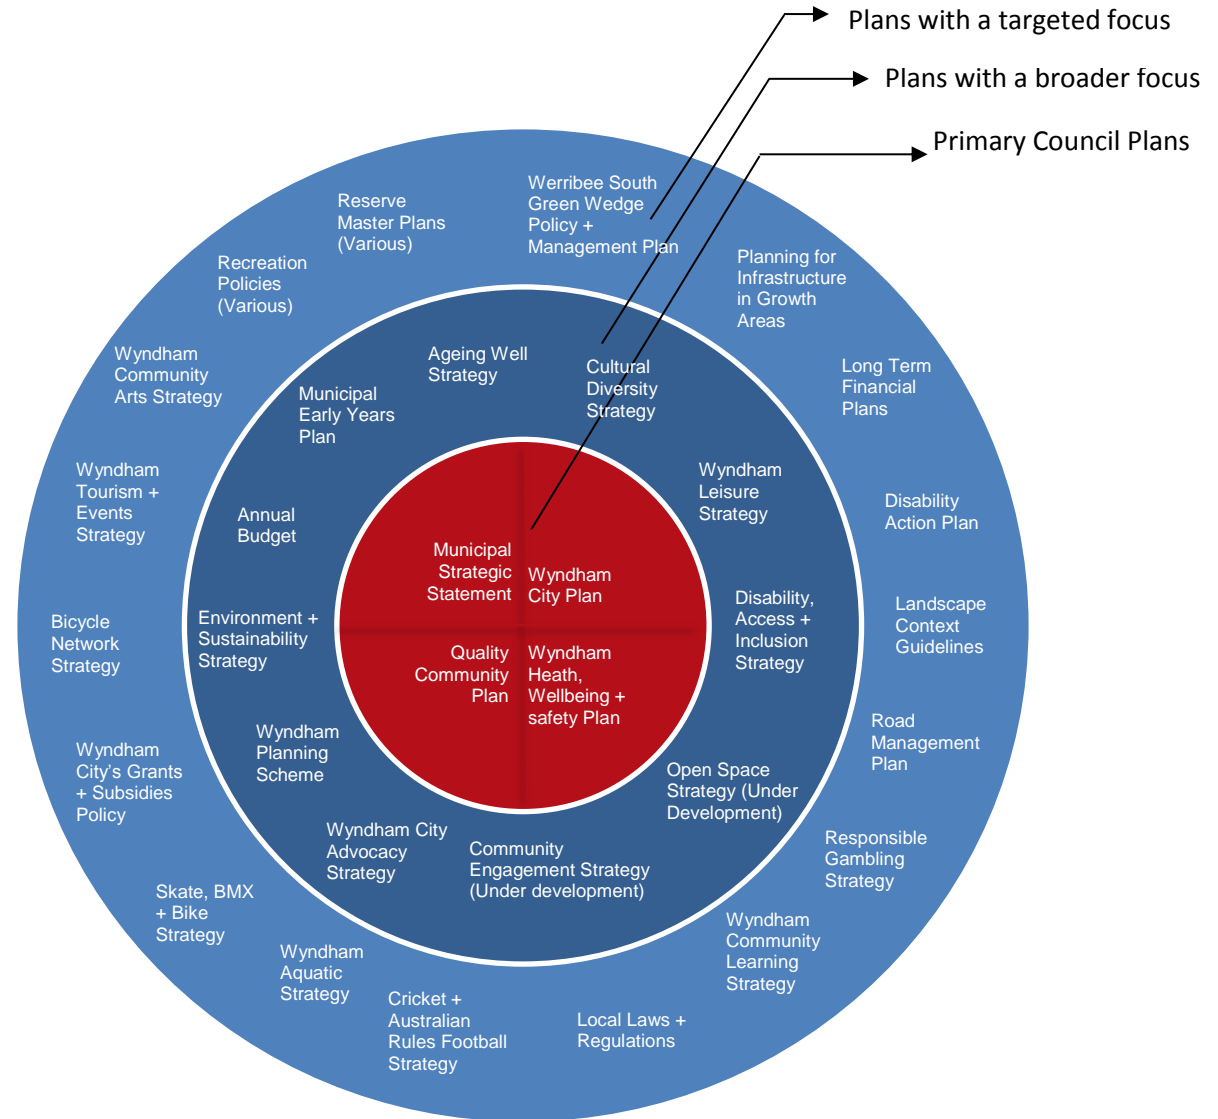 Plans with a targeted focus
Plans with a broader focus
Primary Council Plans
Werribee South
Green Wedge
Policy +
Management Plan
Planning for
Infrastructure
in Growth
Areas
Long Term
Financial
Plans
Disability
Action Plan
Landscape
Context
Guidelines
Road
Management
Plan
Responsible
Gambling
Strategy
Wyndham
Community
Learning
Strategy
Local Laws +
Regulations
Cricket +
Australian
Rules Football
Strategy
Wyndham
Aquatic
Strategy
Skate, BMX
+ Bike
Strategy
Wyndham
City’s Grants
+ Subsidies
Policy
Bicycle
Network
Strategy
Wyndham
Tourism +
Events
Strategy
Wyndham
Community
Arts Strategy
Recreation
Policies
(Various)
Reserve
Master Plans
(Various)
Ageing Well
Strategy
Cultural
Diversity
Strategy
Wyndham
Leisure
Strategy
Disability,
Access +
Inclusion
Strategy
Open Space
Strategy (Under
Development)
Community
Engagement Strategy
(Under development)
Wyndham City
Advocacy
Strategy
Wyndham
Planning
Scheme
Environment +
Sustainability
Strategy
Annual
Budget
Municipal
Early Years
Plan
Municipal
Strategic
Statement
Wyndham
City Plan
Quality
Community
Plan
Wyndham
Heath,
Wellbeing +
safety Plan